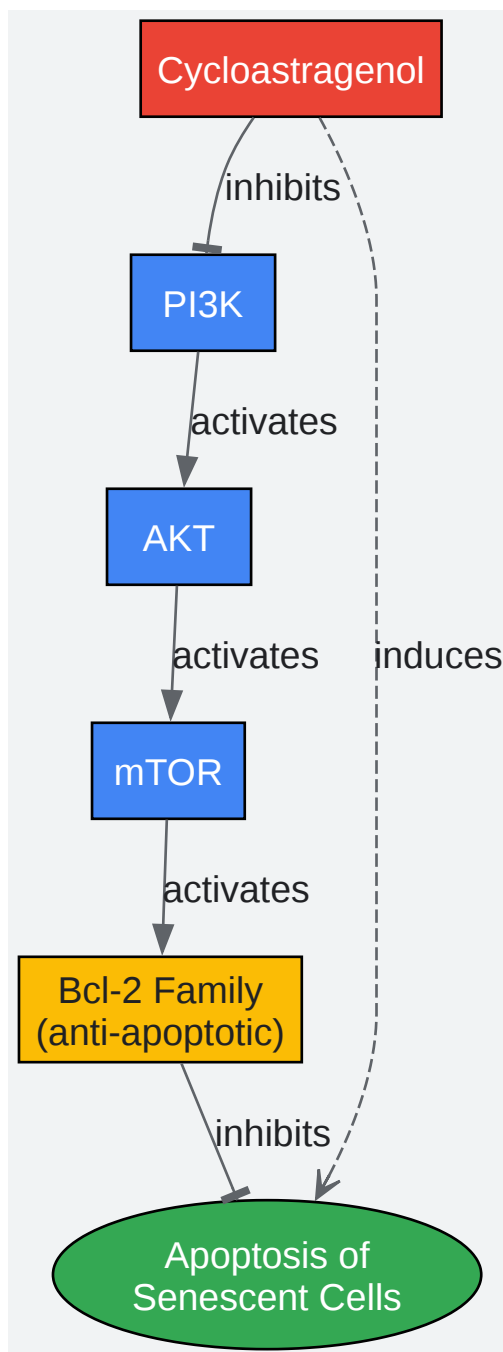 Cycloastragenol
inhibits
PI3K
activates
AKT
activates
induces
mTOR
activates
Bcl-2 Family
(anti-apoptotic)
inhibits
Apoptosis of
Senescent Cells